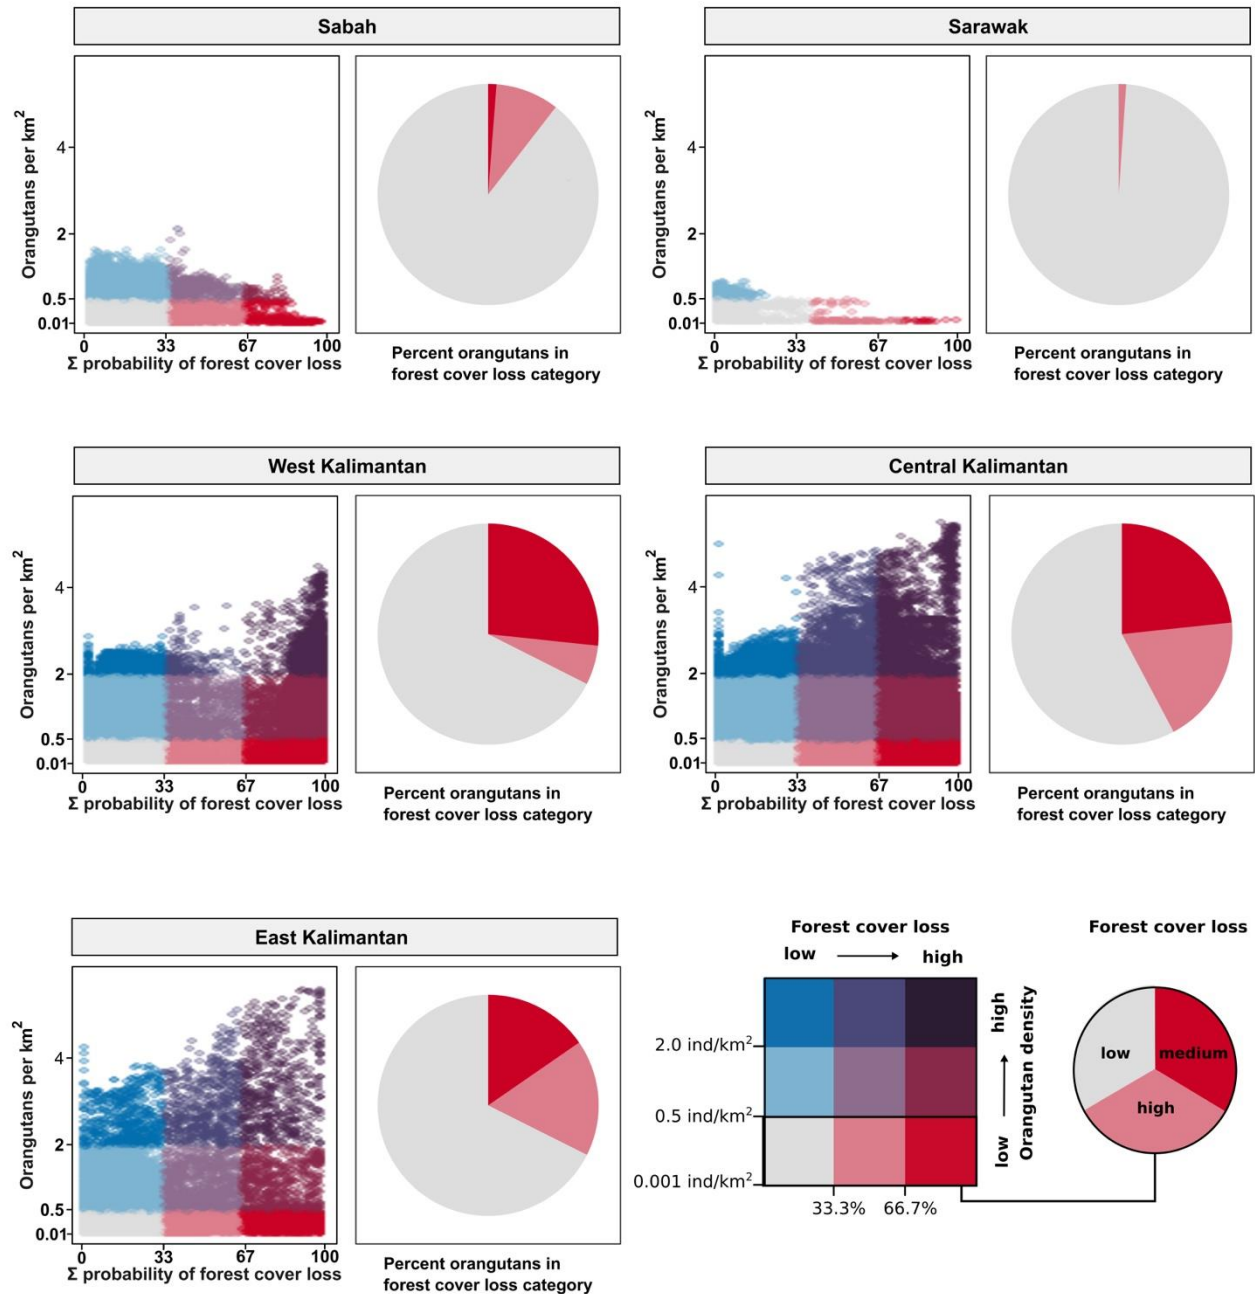 Sabah
Orangutans per km²
4
2
0.5
0.01
0 33 67 100
Σ probability of forest cover loss
Percent orangutans in
forest cover loss category
Sarawak
Orangutans per km²
4
2
0.5
0.01
0 33 67 100
Σ probability of forest cover loss
Percent orangutans in
forest cover loss category
West Kalimantan
Orangutans per km²
4
2
0.5
0.01
0 33 67 100
Σ probability of forest cover loss
Percent orangutans in
forest cover loss category
Central Kalimantan
Orangutans per km²
4
2
0.5
0.01
0 33 67 100
Σ probability of forest cover loss
Percent orangutans in
forest cover loss category
East Kalimantan
Orangutans per km²
4
2
0.5
0.01
0 33 67 100
Σ probability of forest cover loss
Percent orangutans in
forest cover loss category
Forest cover loss
low high
2.0 ind/km²
0.5 ind/km²
0.001 ind/km²
33.3% 66.7%
low high
Orangutan density
Forest cover loss
low medium
high